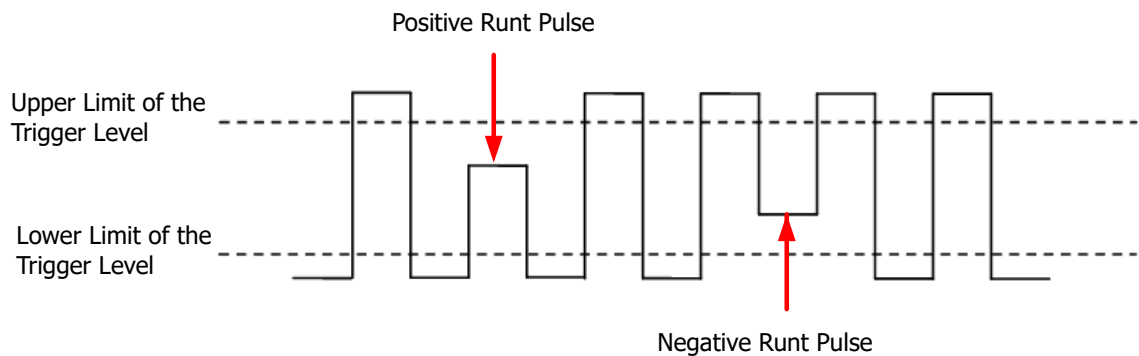 Positive Runt Pulse
Upper Limit of the
Trigger Level
Lower Limit of the
Trigger Level
Negative Runt Pulse